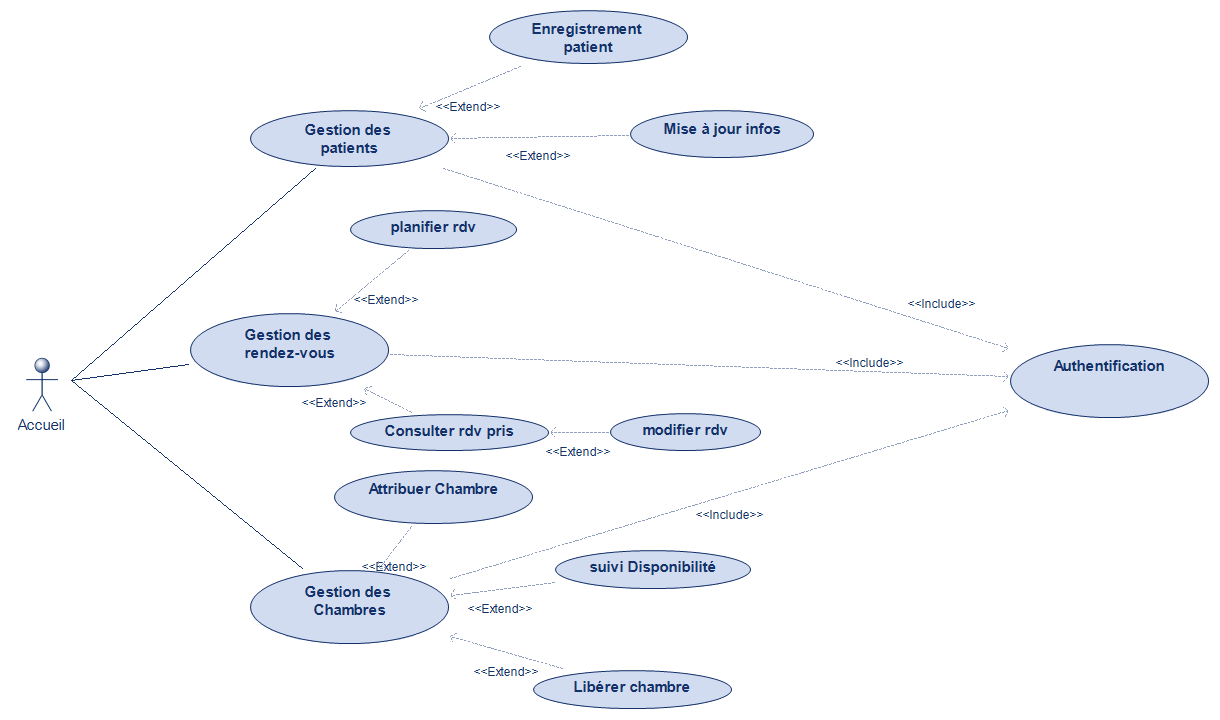 Enregistrement
patient
<<Extend>>
Gestion des
patients
Mise à jour infos
<<Extend>>
planifier rdv
<<Extend>>
<<Include>>
Gestion des
rendez-vous
<<Include>>
Authentification
Accueil
<<Extend>>
Consulter rdv pris
modifier rdv
<<Extend>>
Attribuer Chambre
<<Include>>
<<Extend>>
suivi Disponibilité
Gestion des
Chambres
<<Extend>>
<<Extend>>
Libérer chambre